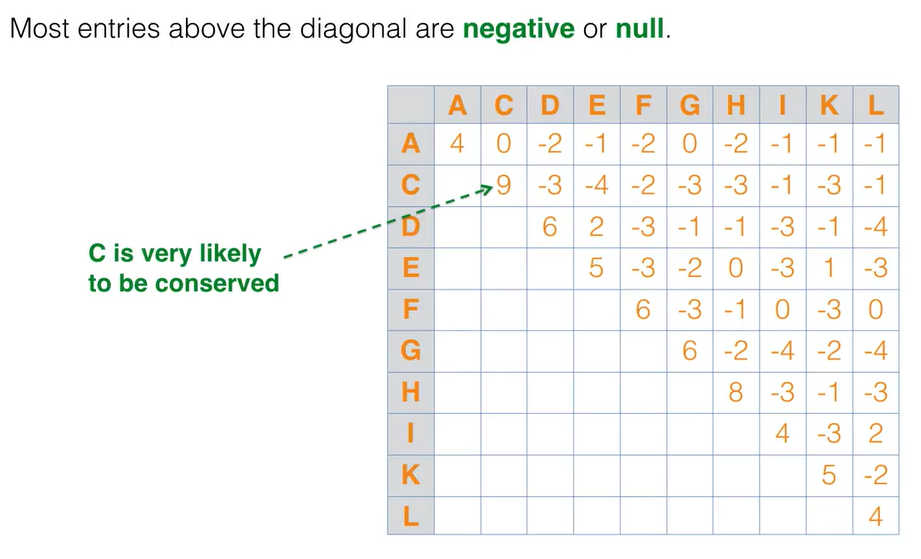 Most entries above the diagonal are negative or null.
A C D E F G H I K L
A 4 0 -2 -1 -2 0 -2 -1 -1 -1
C 9 -3 -4 -2 -3 -3 -1 -3 -1
D 6 2 -3 -1 -1 -3 -1 -4
C is very likely
to be conserved
E 5 -3 -2 0 -3 1 -3
F 6 -3 -1 0 -3 0
G 6 -2 -4 -2 -4
H 8 -3 -1 -3
I 4 -3 2
K 5 -2
L 4